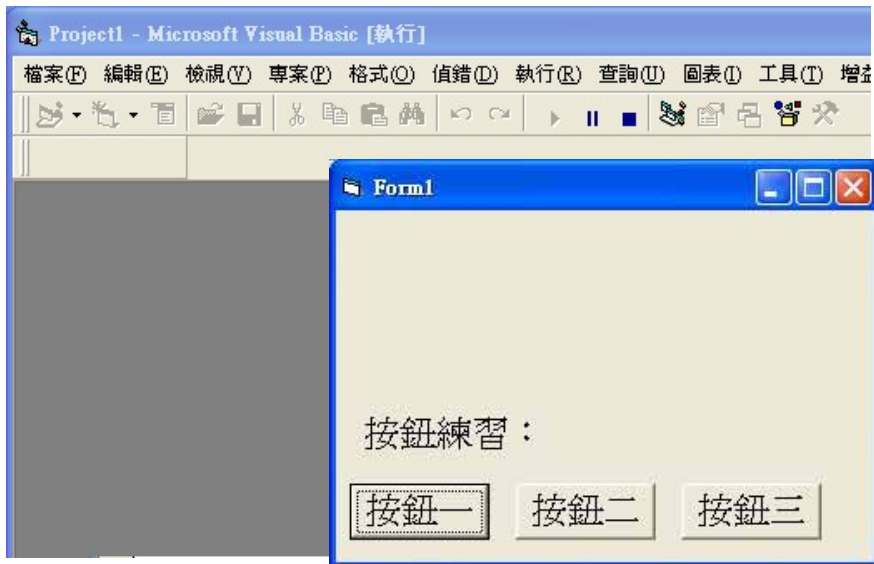 Project1 - Microsoft Visual Basic [執行]
檔案(F) 編輯(E) 檢視(V) 專案(P) 格式(O) 偵錯(D) 執行(R) 查詢(U) 圖表(I) 工具(T) 增益
Form1
按鈕練習：
按鈕一 按鈕二 按鈕三